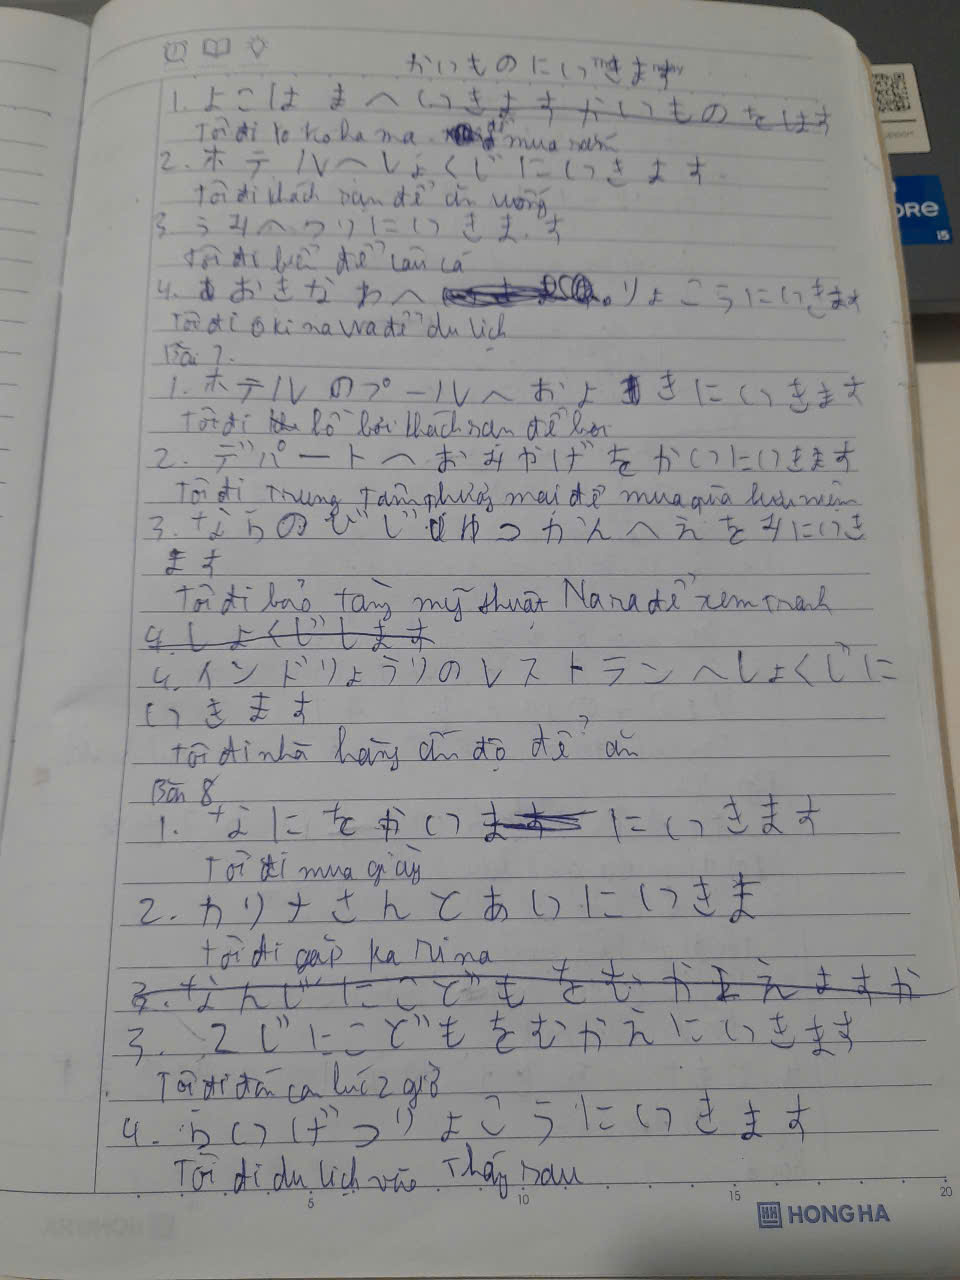 かいものにいきます
1. よこはまへいきますかいものをします
Tôi đi Yokohama mua sắm
2. ホテルへしょくじにいきます.
Tôi đi khách sạn để ăn uống
3. うみへつりにいきます
Tôi đi biển để câu cá
4. おきなわへ りょこうにいきます
Tôi đi Okinawa để du lịch
Bài 7.
1. ホテルのプールへおよきにいきます
Tôi đi hồ bơi khách sạn để bơi
2. デパートへおみやげをかいにいきます
Tôi đi trung tâm thương mại để mua quà lưu niệm
3. ならのびじゅつかんへえをみにいき
ます
Tôi đi bảo tàng mỹ thuật Nara để xem tranh
4. しょくじします
4. インドりょうりのレストランへしょくじに
いきます
Tôi đi nhà hàng ấn độ để ăn
Bài 8
1. なにをかいますにいきます
Tôi đi mua giày
2. カリナさんとあいにいきま
Tôi đi gặp Karina
3. なんじにこどもをむかえますか
3. 2じにこどもをむかえにいきます
Tôi đi đón con lúc 2 giờ
4. らいげつりょこうにいきます
Tôi đi du lịch vào tháng sau
5 10 15 20
HONG HA
ORE
i5